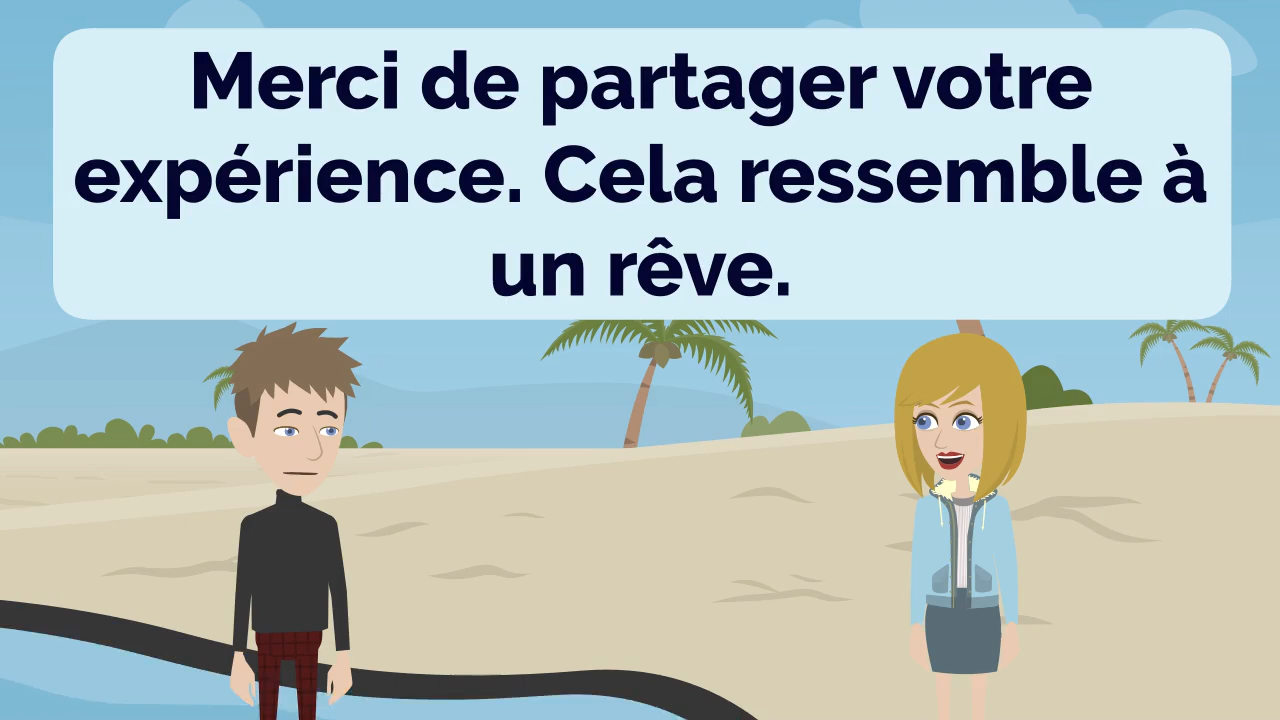 Merci de partager votre
expérience. Cela ressemble à
un rêve.